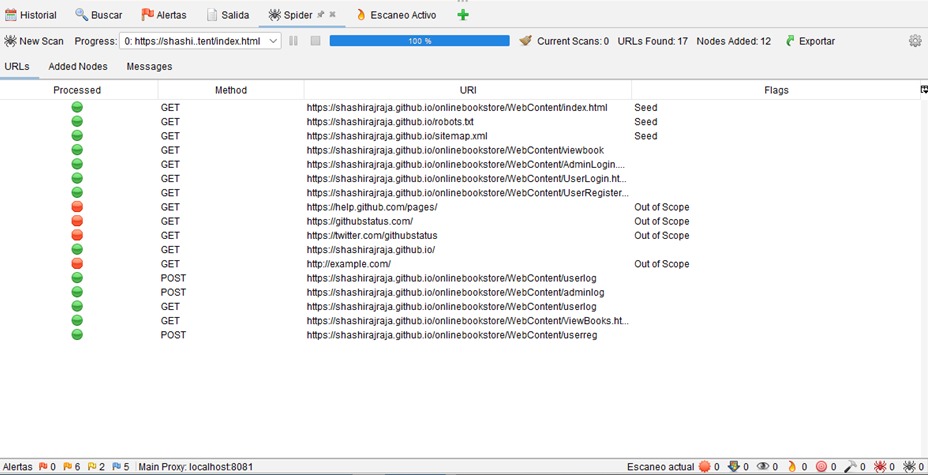 Historial Buscar Alertas Salida Spider Escaneo Activo
New Scan Progress: 0: https://shashi..tent/index.html 100 % Current Scans: 0 URLs Found: 17 Nodes Added: 12 Exportar
URLs Added Nodes Messages
Processed Method URI Flags
GET https://shashirajraja.github.io/onlinebookstore/WebContent/index.html Seed
GET https://shashirajraja.github.io/robots.txt Seed
GET https://shashirajraja.github.io/sitemap.xml Seed
GET https://shashirajraja.github.io/onlinebookstore/WebContent/viewbook
GET https://shashirajraja.github.io/onlinebookstore/WebContent/AdminLogin....
GET https://shashirajraja.github.io/onlinebookstore/WebContent/UserLogin.ht...
GET https://shashirajraja.github.io/onlinebookstore/WebContent/UserRegister...
GET https://help.github.com/pages/ Out of Scope
GET https://githubstatus.com/ Out of Scope
GET https://twitter.com/githubstatus Out of Scope
GET https://shashirajraja.github.io/
GET http://example.com/ Out of Scope
POST https://shashirajraja.github.io/onlinebookstore/WebContent/userlog
POST https://shashirajraja.github.io/onlinebookstore/WebContent/adminlog
GET https://shashirajraja.github.io/onlinebookstore/WebContent/userlog
GET https://shashirajraja.github.io/onlinebookstore/WebContent/ViewBooks.ht...
POST https://shashirajraja.github.io/onlinebookstore/WebContent/userreg
Alertas 0 6 2 5 Main Proxy: localhost:8081 Escaneo actual 0 0 0 0 0 0 0 0